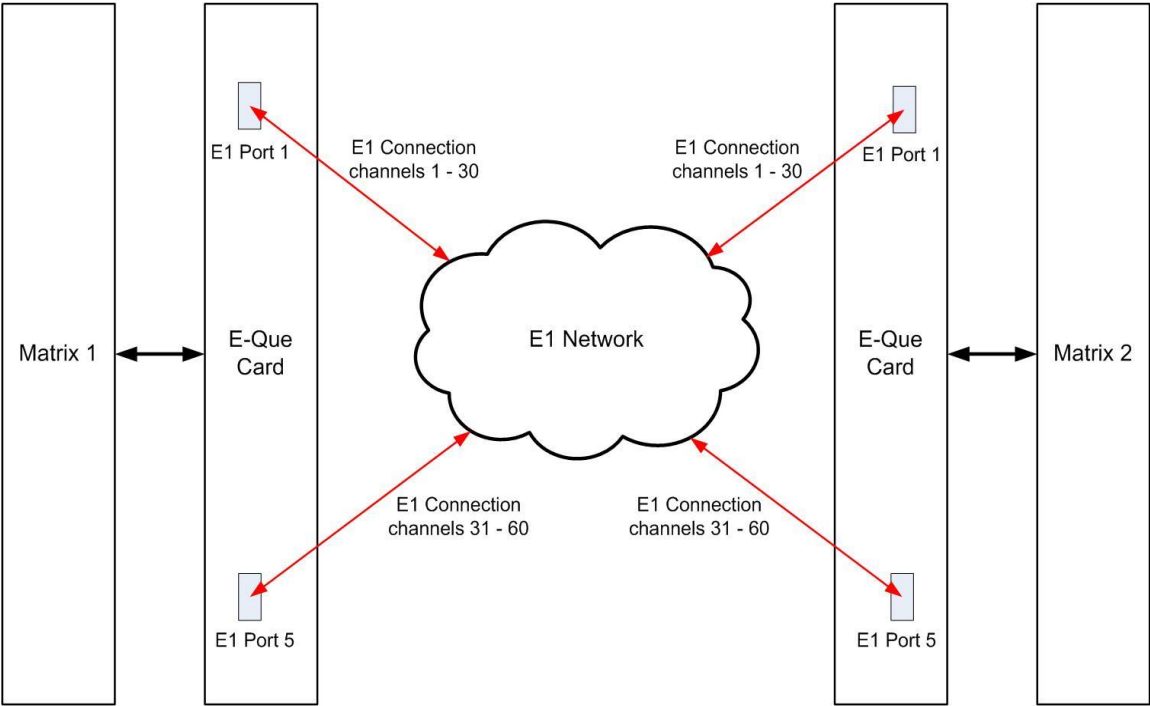 E1 Port 1
E1 Connection
channels 1 - 30
E1 Connection
channels 1 - 30
E1 Port 1
Matrix 1
E-Que
Card
E1 Network
E-Que
Card
Matrix 2
E1 Connection
channels 31 - 60
E1 Connection
channels 31 - 60
E1 Port 5
E1 Port 5